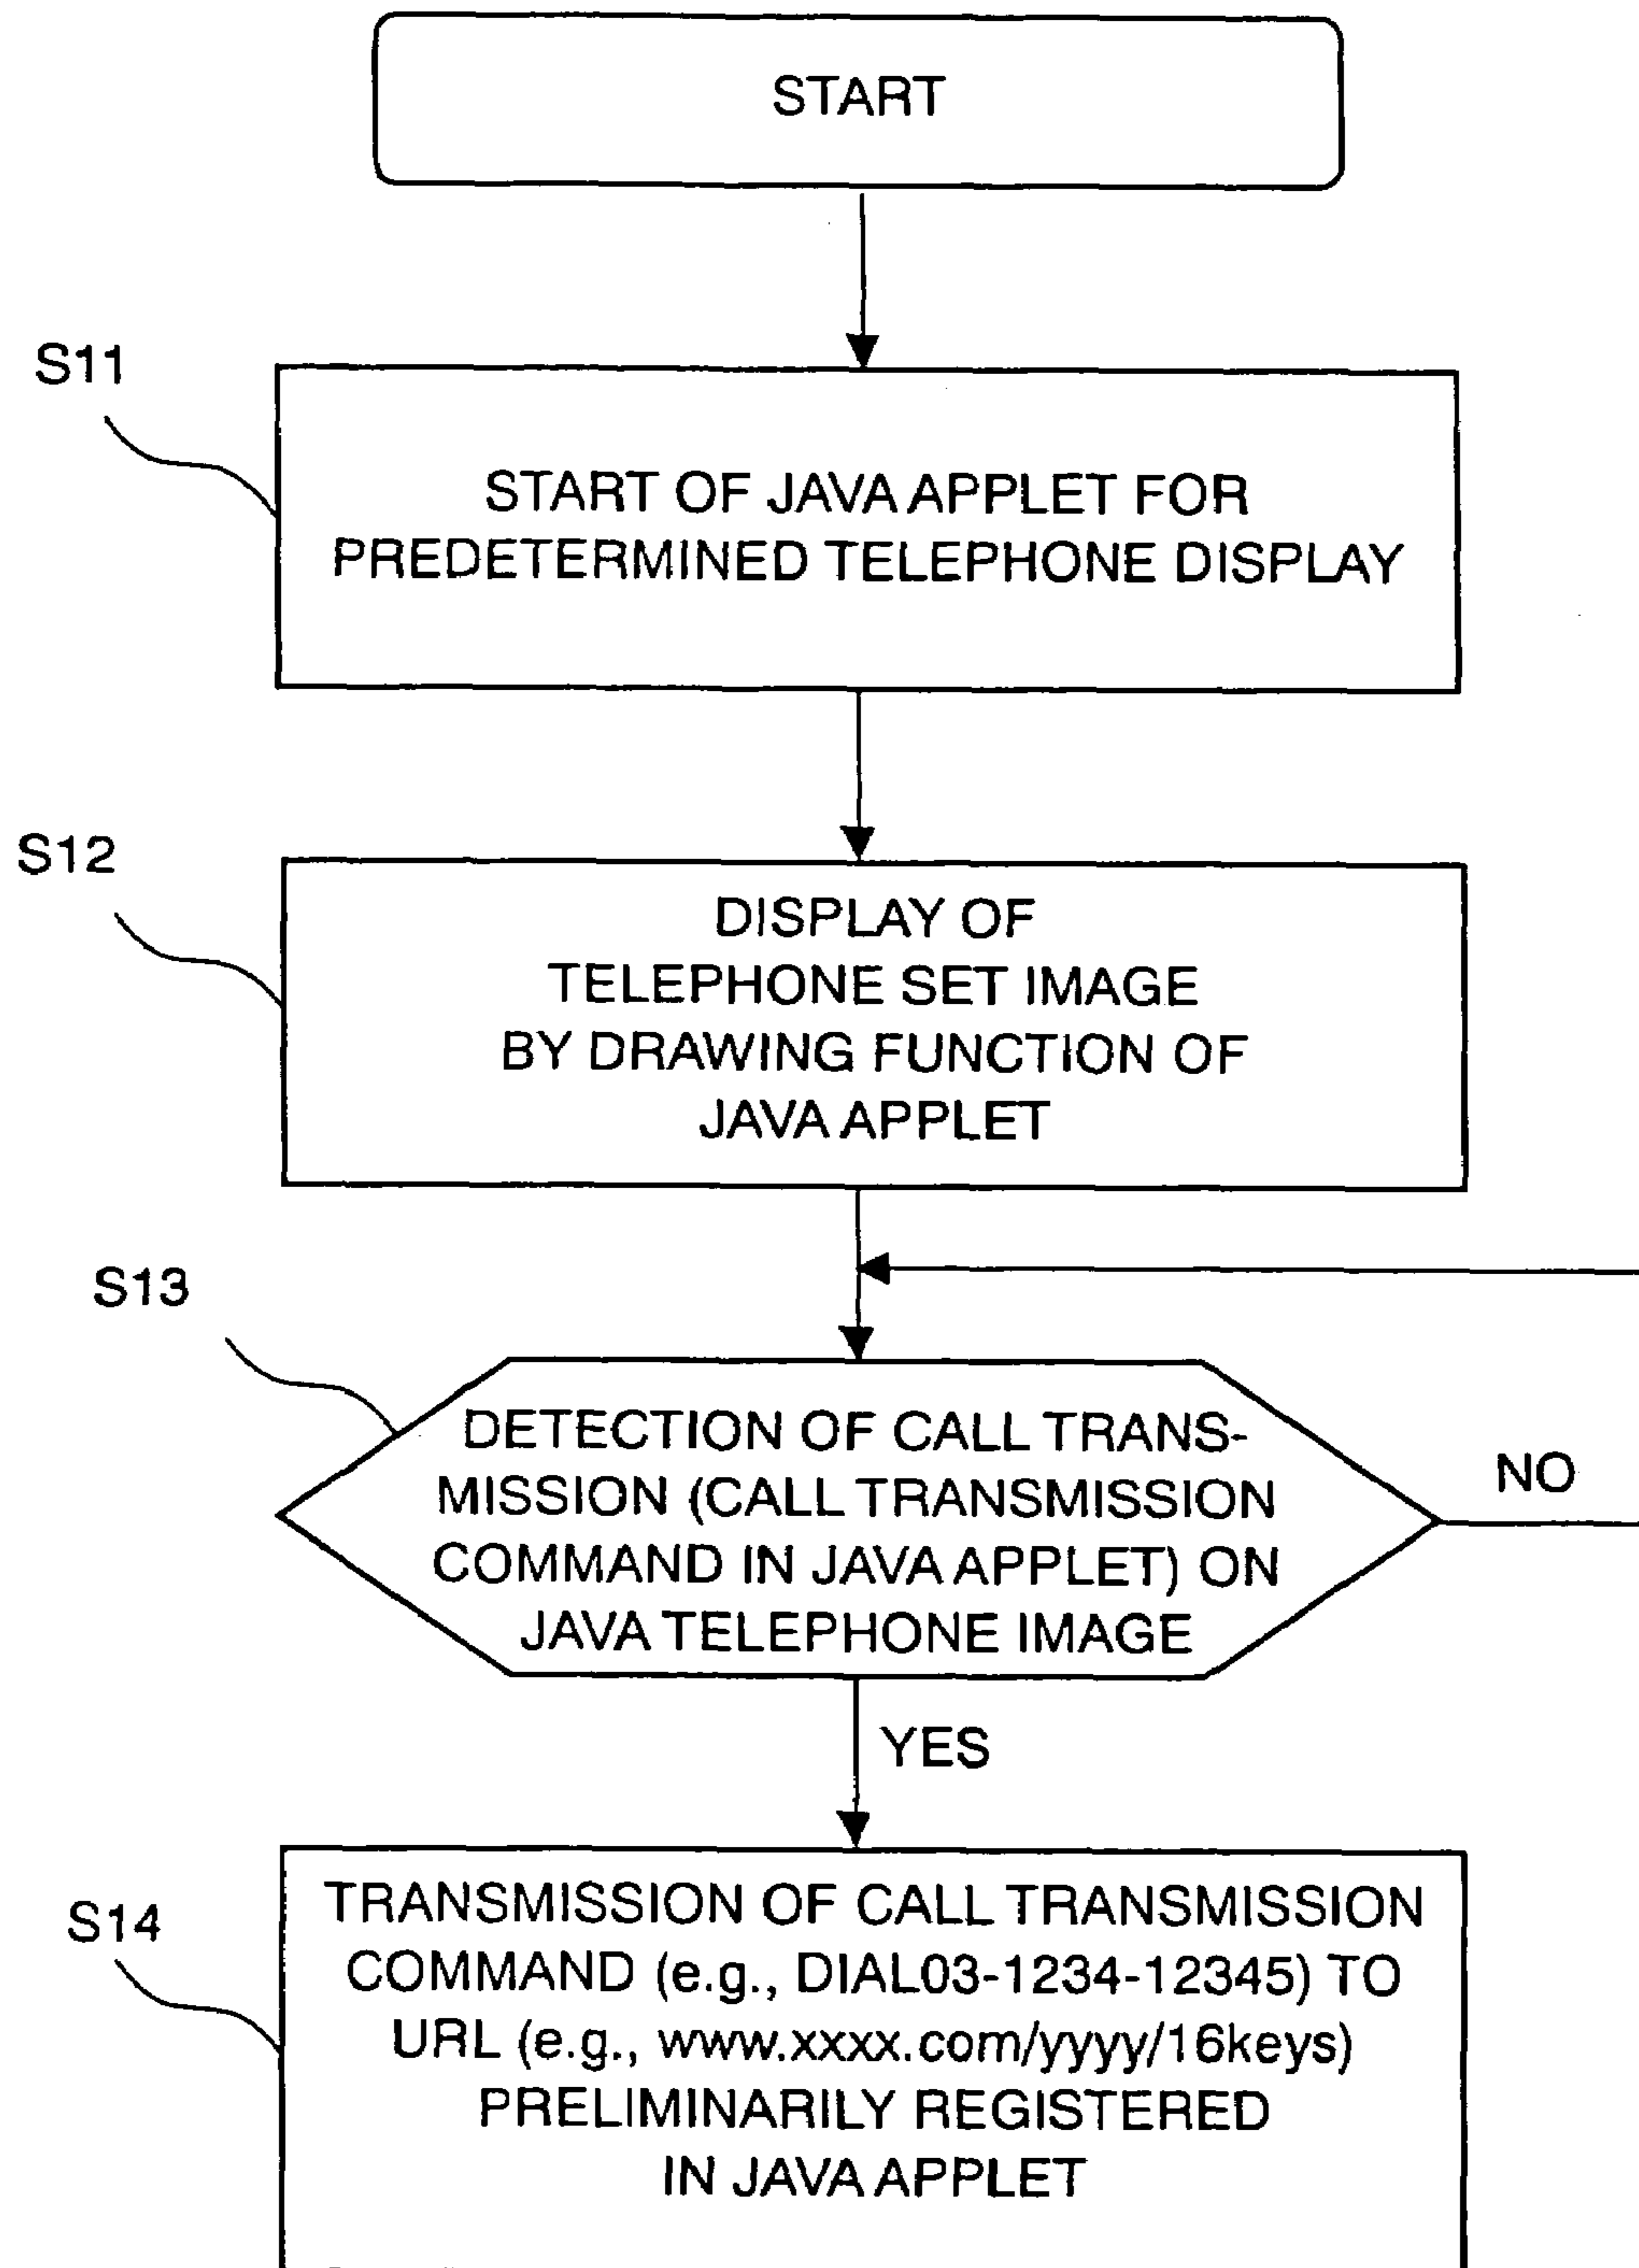 START
S11
START OF JAVA APPLET FOR
PREDETERMINED TELEPHONE DISPLAY
S12
DISPLAY OF
TELEPHONE SET IMAGE
BY DRAWING FUNCTION OF
JAVA APPLET
S13
DETECTION OF CALL TRANS-
MISSION (CALL TRANSMISSION
COMMAND IN JAVA APPLET) ON
JAVA TELEPHONE IMAGE
NO
YES
S14
TRANSMISSION OF CALL TRANSMISSION
COMMAND (e.g., DIAL03-1234-12345) TO
URL (e.g., www.xxxx.com/yyyy/16keys)
PRELIMINARILY REGISTERED
IN JAVA APPLET